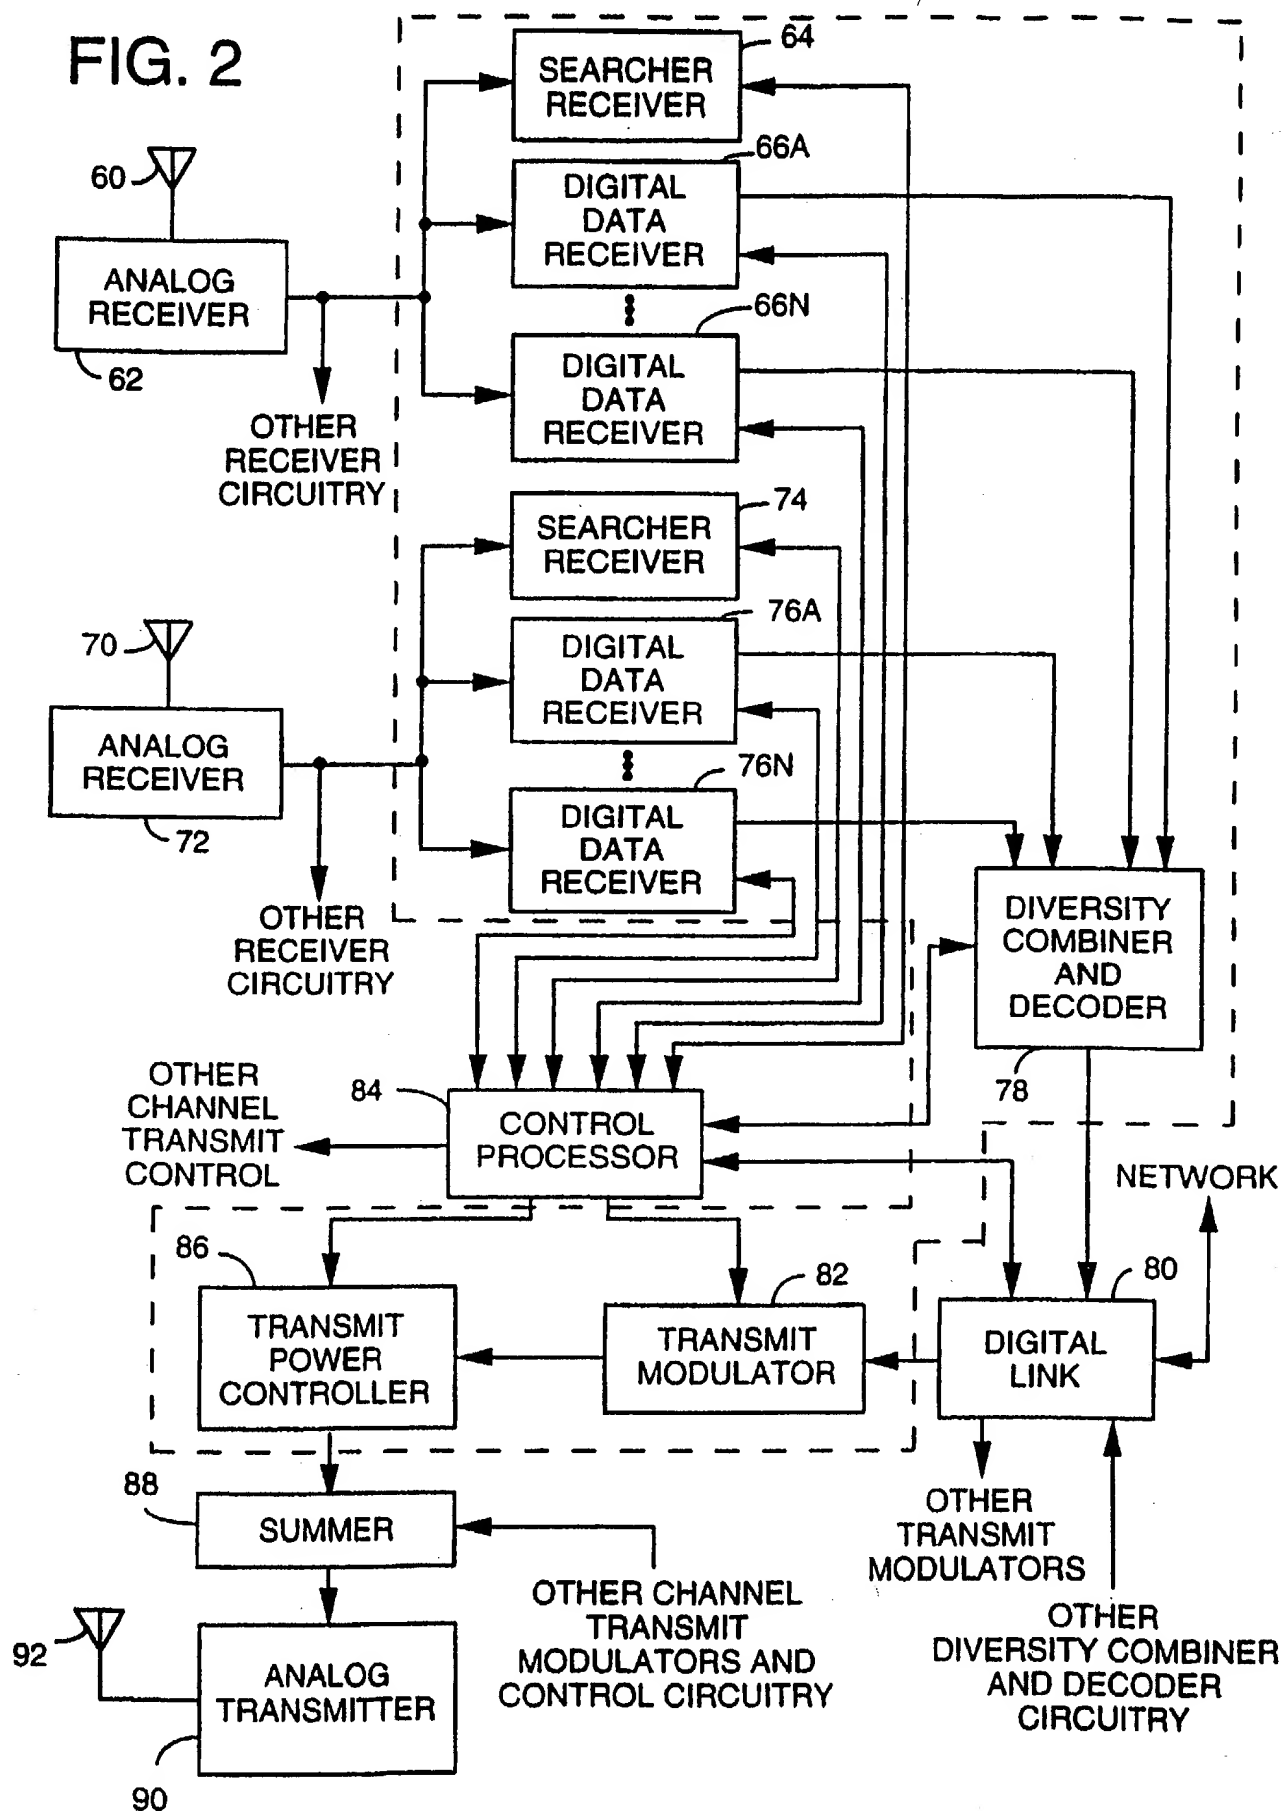 FIG. 2
64
SEARCHER
RECEIVER
66A
60
DIGITAL
DATA
RECEIVER
ANALOG
RECEIVER
62
66N
DIGITAL
DATA
RECEIVER
OTHER
RECEIVER
CIRCUITRY
74
SEARCHER
RECEIVER
76A
70
DIGITAL
DATA
RECEIVER
ANALOG
RECEIVER
72
76N
DIGITAL
DATA
RECEIVER
OTHER
RECEIVER
CIRCUITRY
DIVERSITY
COMBINER
AND
DECODER
78
OTHER
CHANNEL
TRANSMIT
CONTROL
84
CONTROL
PROCESSOR
NETWORK
86
TRANSMIT
POWER
CONTROLLER
82
TRANSMIT
MODULATOR
80
DIGITAL
LINK
88
SUMMER
OTHER
TRANSMIT
MODULATORS
OTHER CHANNEL
TRANSMIT
MODULATORS AND
CONTROL CIRCUITRY
OTHER
DIVERSITY COMBINER
AND DECODER
CIRCUITRY
92
ANALOG
TRANSMITTER
90